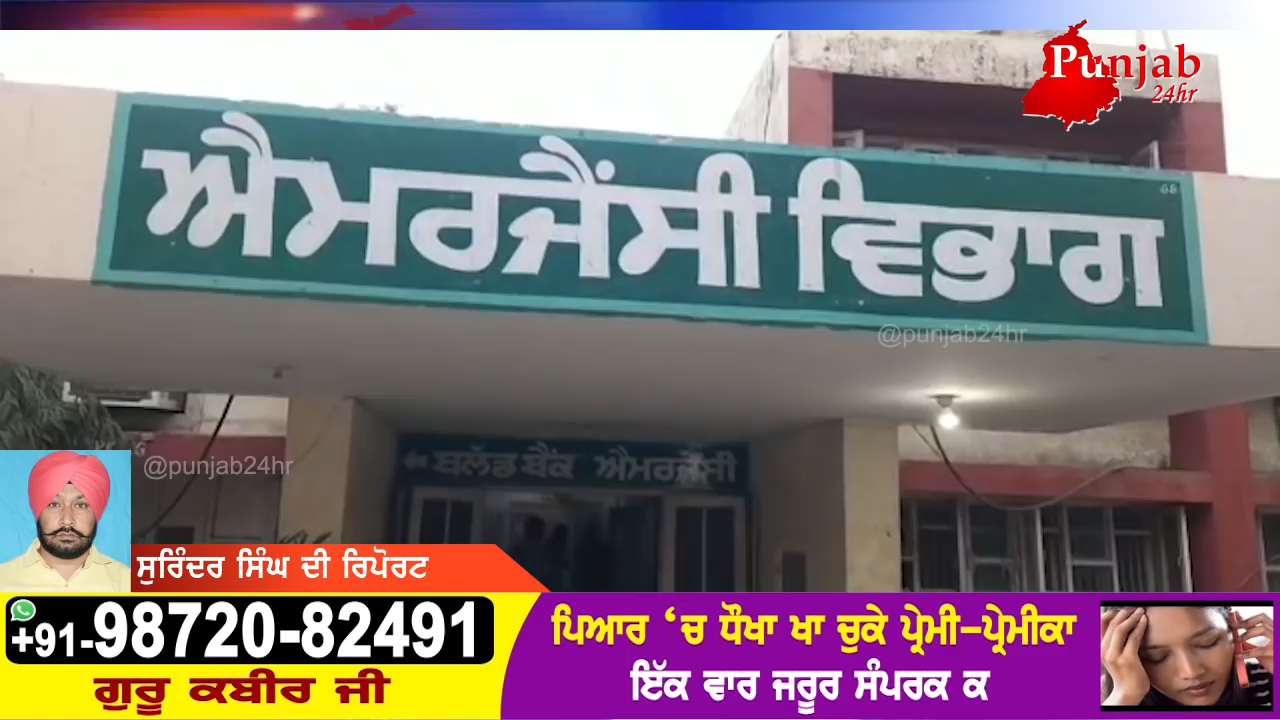 Punjab
24hr
ਐਮਰਜੈਂਸੀ ਵਿਭਾਗ
@punjab24hr
ਬਲੱਡ ਬੈਂਕ ਐਮਰਜੈਂਸੀ
@punjab24hr
ਸੁਰਿੰਦਰ ਸਿੰਘ ਦੀ ਰਿਪੋਰਟ
+91-98720-82491
ਗੁਰੂ ਕਬੀਰ ਜੀ
ਪਿਆਰ ‘ਚ ਧੌਖਾ ਖਾ ਚੁਕੇ ਪ੍ਰੇਮੀ-ਪ੍ਰੇਮੀਕਾ
ਇੱਕ ਵਾਰ ਜਰੂਰ ਸੰਪਰਕ ਕ